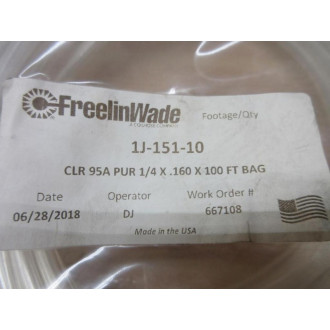 FreelinWade
Footage/Qty
1J-151-10
CLR 95A PUR 1/4 X .160 X 100 FT BAG
Date Operator Work Order #
06/28/2018 DJ 667108
Made in the USA